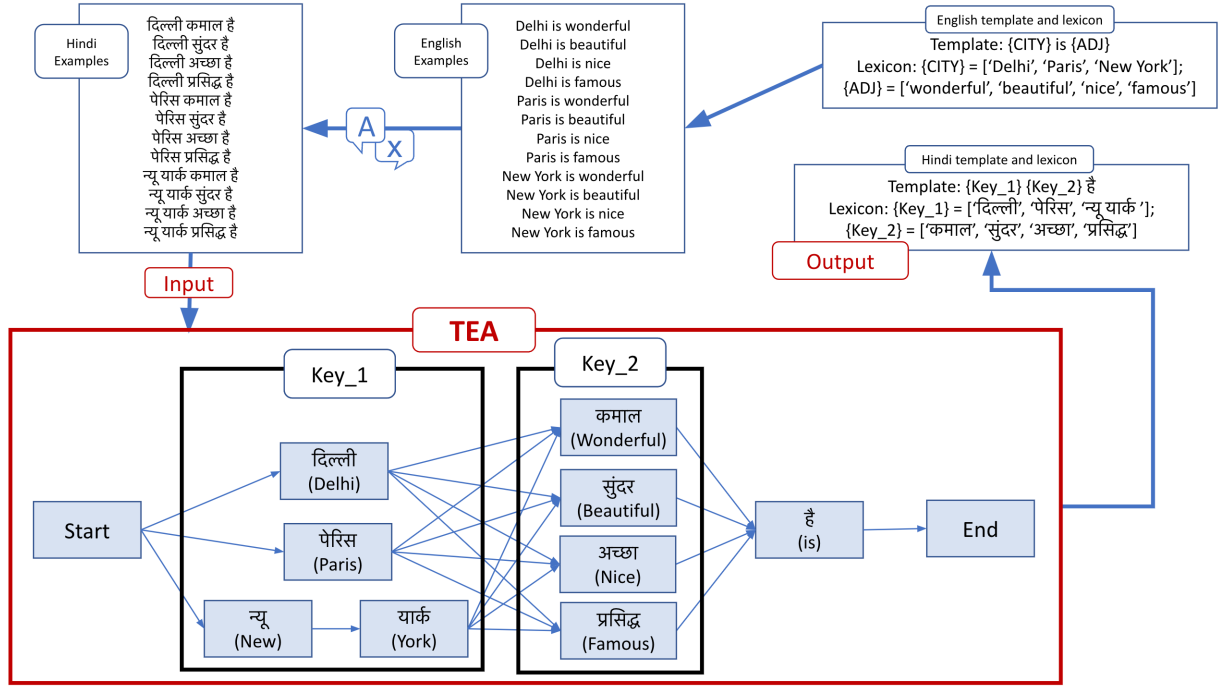 Hindi
Examples
दिल्ली कमाल है
दिल्ली सुंदर है
दिल्ली अच्छा है
दिल्ली प्रसिद्ध है
पेरिस कमाल है
पेरिस सुंदर है
पेरिस अच्छा है
पेरिस प्रसिद्ध है
न्यू यार्क कमाल है
न्यू यार्क सुंदर है
न्यू यार्क अच्छा है
न्यू यार्क प्रसिद्ध है
A
x
English
Examples
Delhi is wonderful
Delhi is beautiful
Delhi is nice
Delhi is famous
Paris is wonderful
Paris is beautiful
Paris is nice
Paris is famous
New York is wonderful
New York is beautiful
New York is nice
New York is famous
English template and lexicon
Template: {CITY} is {ADJ}
Lexicon: {CITY} = [‘Delhi’, ‘Paris’, ‘New York’];
{ADJ} = [‘wonderful’, ‘beautiful’, ‘nice’, ‘famous’]
Hindi template and lexicon
Template: {Key_1} {Key_2} है
Lexicon: {Key_1} = [‘दिल्ली’, ‘पेरिस’, ‘न्यू यार्क ’];
{Key_2} = [‘कमाल’, ‘सुंदर’, ‘अच्छा’, ‘प्रसिद्ध’]
Output
Input
TEA
Key_1
Key_2
Start
दिल्ली
(Delhi)
पेरिस
(Paris)
न्यू
(New)
यार्क
(York)
कमाल
(Wonderful)
सुंदर
(Beautiful)
अच्छा
(Nice)
प्रसिद्ध
(Famous)
है
(is)
End